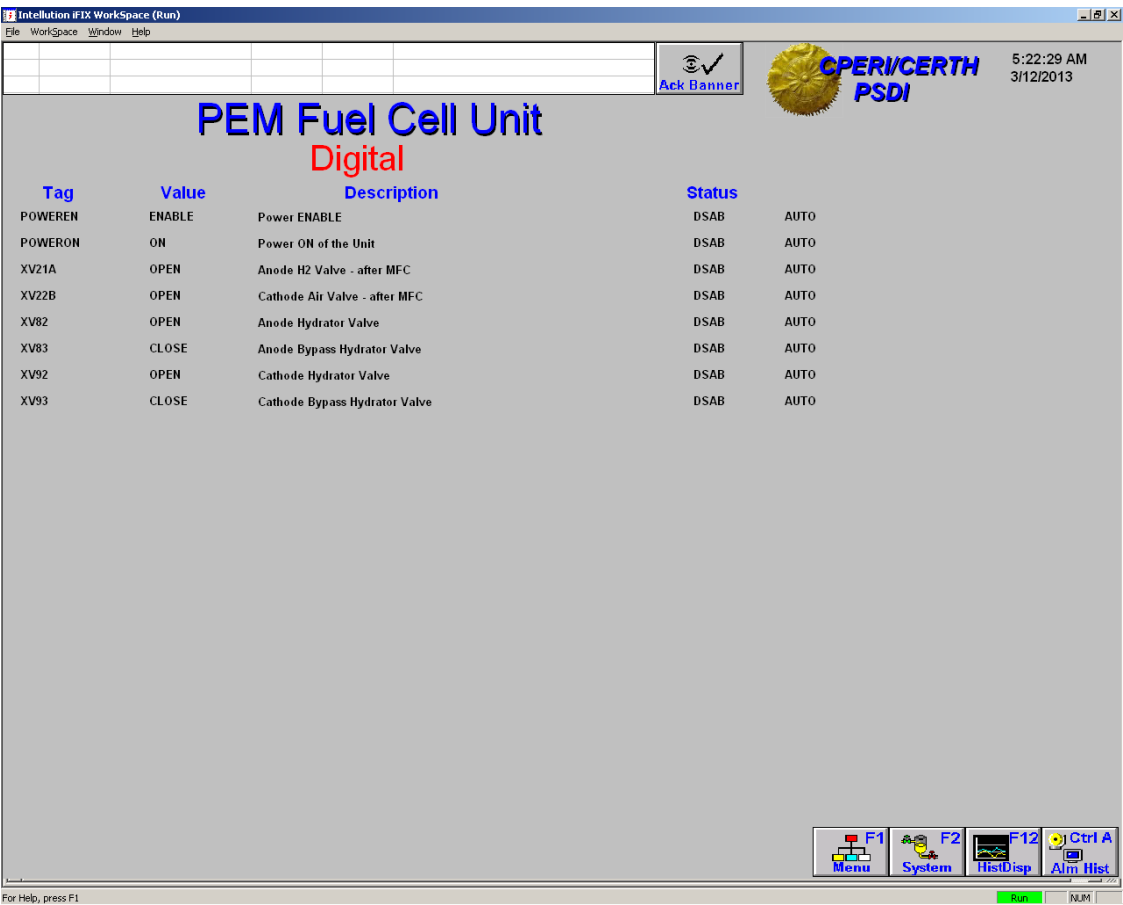 Intellution iFIX WorkSpace (Run)
File WorkSpace Window Help
Ack Banner
CPERI/CERTH
PSDI
5:22:29 AM
3/12/2013
PEM Fuel Cell Unit
Digital
Tag Value Description Status
POWEREN ENABLE Power ENABLE DSAB AUTO
POWERON ON Power ON of the Unit DSAB AUTO
XV21A OPEN Anode H2 Valve - after MFC DSAB AUTO
XV22B OPEN Cathode Air Valve - after MFC DSAB AUTO
XV82 OPEN Anode Hydrator Valve DSAB AUTO
XV83 CLOSE Anode Bypass Hydrator Valve DSAB AUTO
XV92 OPEN Cathode Hydrator Valve DSAB AUTO
XV93 CLOSE Cathode Bypass Hydrator Valve DSAB AUTO
F1 F2 F12 Ctrl A
Menu System HistDisp Alm Hist
For Help, press F1 Run NUM